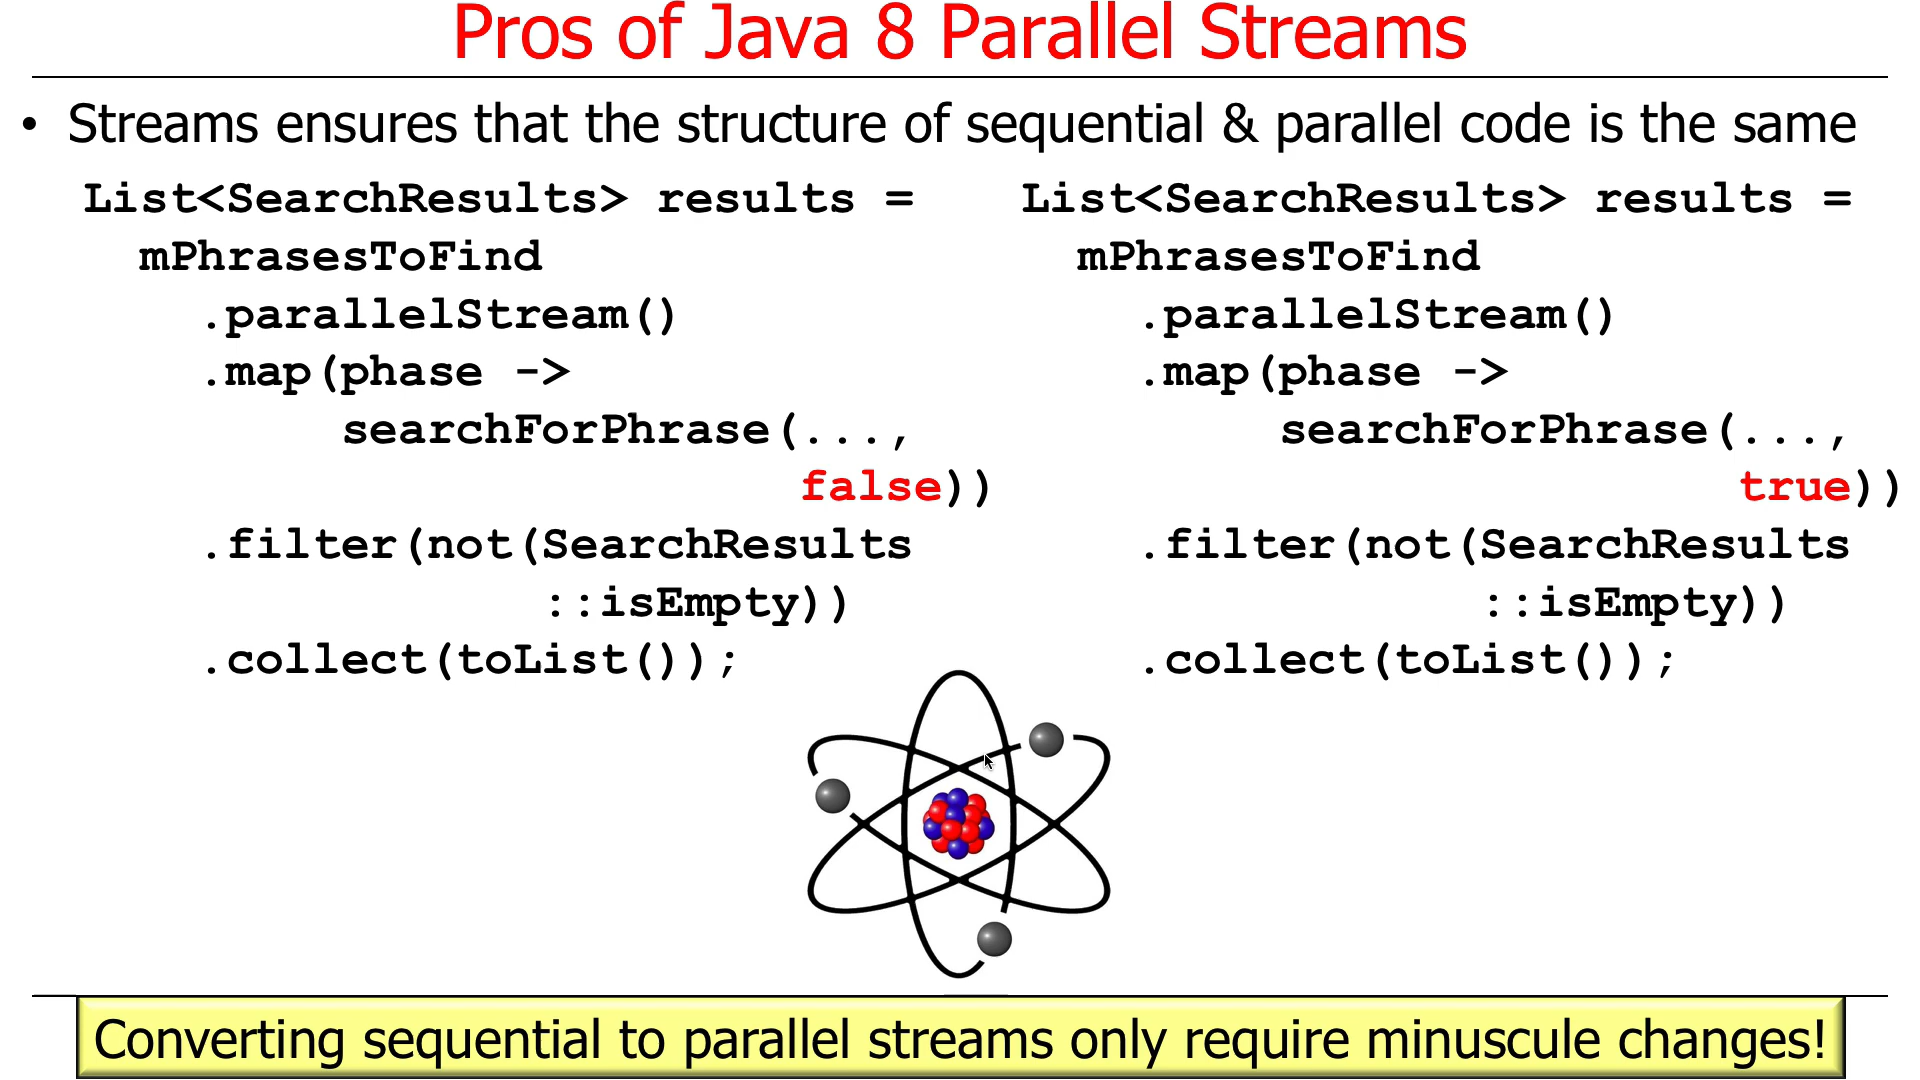 Pros of Java 8 Parallel Streams
• Streams ensures that the structure of sequential & parallel code is the same
List<SearchResults> results =
mPhrasesToFind
.parallelStream()
.map(phase ->
searchForPhrase(...,
false))
.filter(not(SearchResults
::isEmpty))
.collect(toList());
List<SearchResults> results =
mPhrasesToFind
.parallelStream()
.map(phase ->
searchForPhrase(...,
true))
.filter(not(SearchResults
::isEmpty))
.collect(toList());
Converting sequential to parallel streams only require minuscule changes!